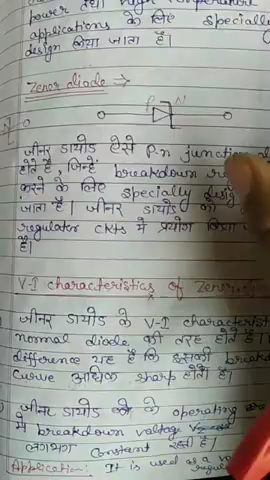 power तथा high temperature
applications के लिए specially
design किया जाता है।
Zener diode →
P N
जीनर डायोड ऐसे P-n junction
होते हैं, जिन्हें breakdown
करने के लिए specially
जाता है। जीनर डायोड को
regulator CKts में प्रयोग किया
है।
V-I characteristics of Zener
जीनर डायोड के V-I
normal diode की तरह होते हैं।
difference यह है कि इसकी
curve अधिक sharp होती है।
जीनर डायोड के operating
में breakdown voltage
लगभग constant रहती है।
Application: It is used as a